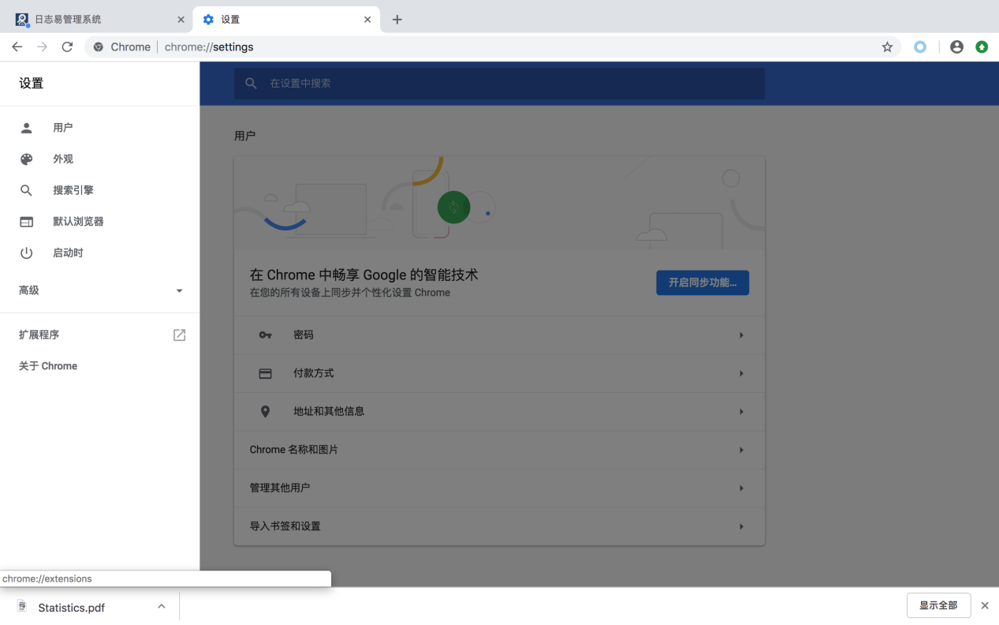 日志易管理系统
设置
Chrome
chrome://settings
设置
在设置中搜索
用户
外观
搜索引擎
默认浏览器
启动时
高级
扩展程序
关于 Chrome
用户
在 Chrome 中畅享 Google 的智能技术
在您的所有设备上同步并个性化设置 Chrome
开启同步功能...
密码
付款方式
地址和其他信息
Chrome 名称和图片
管理其他用户
导入书签和设置
chrome://extensions
Statistics.pdf
显示全部